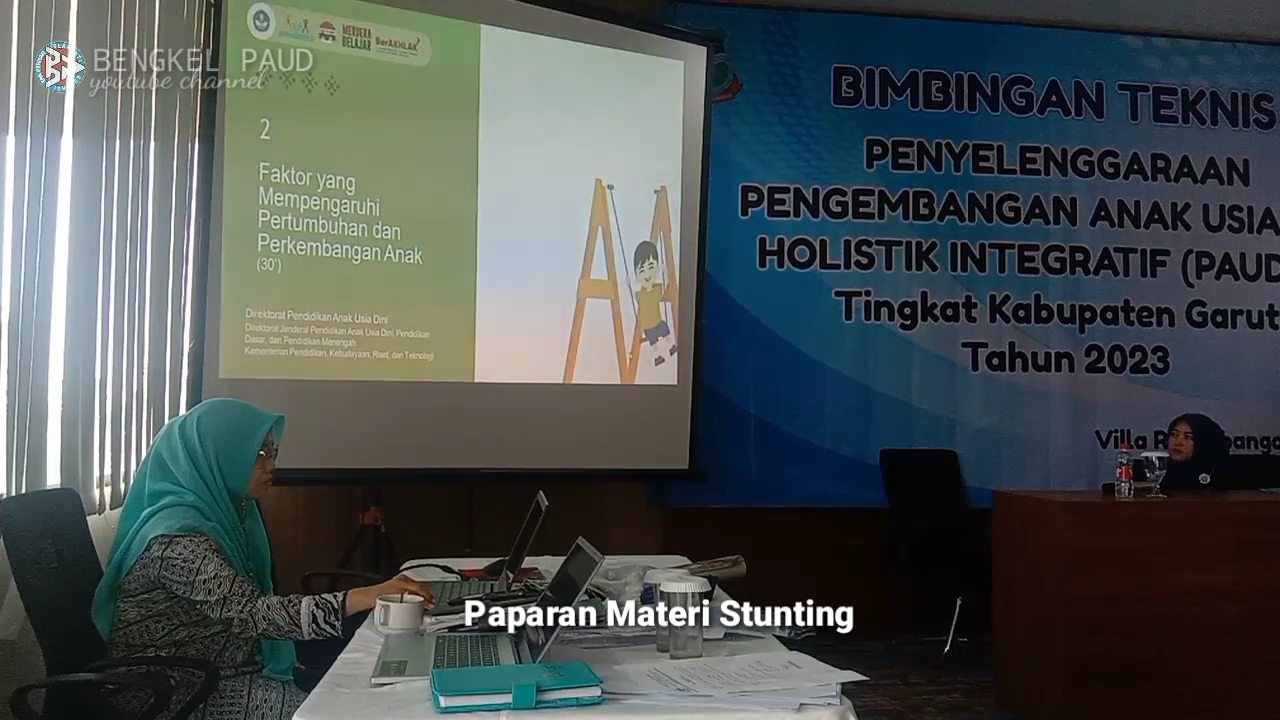 BENGKEL PAUD
youtube channel
MERDEKA
BELAJAR
BerAKHLAK
2
Faktor yang
Mempengaruhi
Pertumbuhan dan
Perkembangan Anak
(30')
Direktorat Pendidikan Anak Usia Dini
Direktorat Jenderal Pendidikan Anak Usia Dini, Pendidikan
Dasar, dan Pendidikan Menengah
Kementerian Pendidikan, Kebudayaan, Riset, dan Teknologi
BIMBINGAN TEKNIS
PENYELENGGARAAN
PENGEMBANGAN ANAK USIA
HOLISTIK INTEGRATIF (PAUD
Tingkat Kabupaten Garut
Tahun 2023
Villa
Paparan Materi Stunting